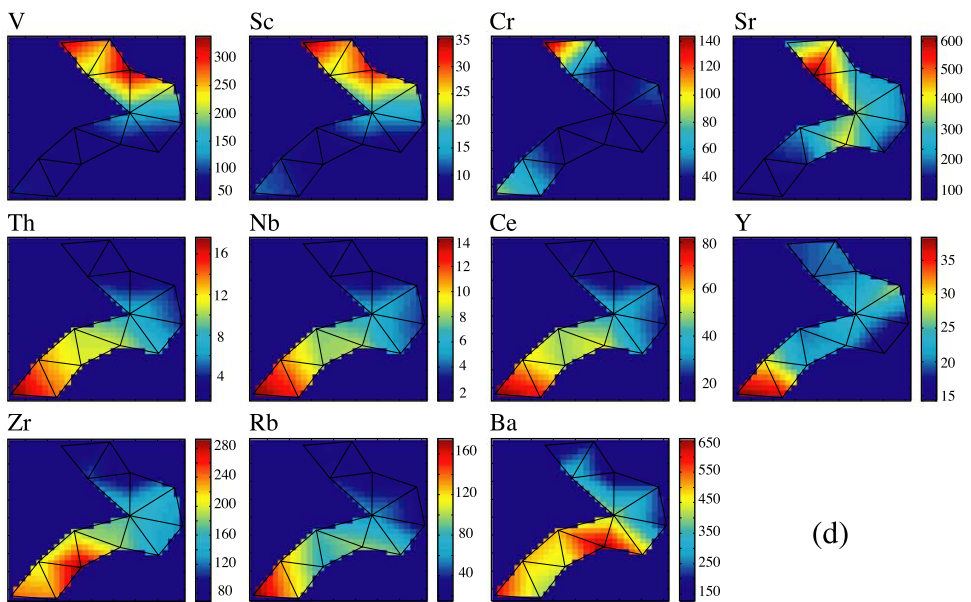 V Sc Cr Sr
300 250 200 150 100 50
35 30 25 20 15 10
140 120 100 80 60 40
600 500 400 300 200 100
Th Nb Ce Y
16 12 8 4
14 12 10 8 6 4 2
80 60 40 20
35 30 25 20 15
Zr Rb Ba
280 240 200 160 120 80
160 120 80 40
650 550 450 350 250 150
(d)